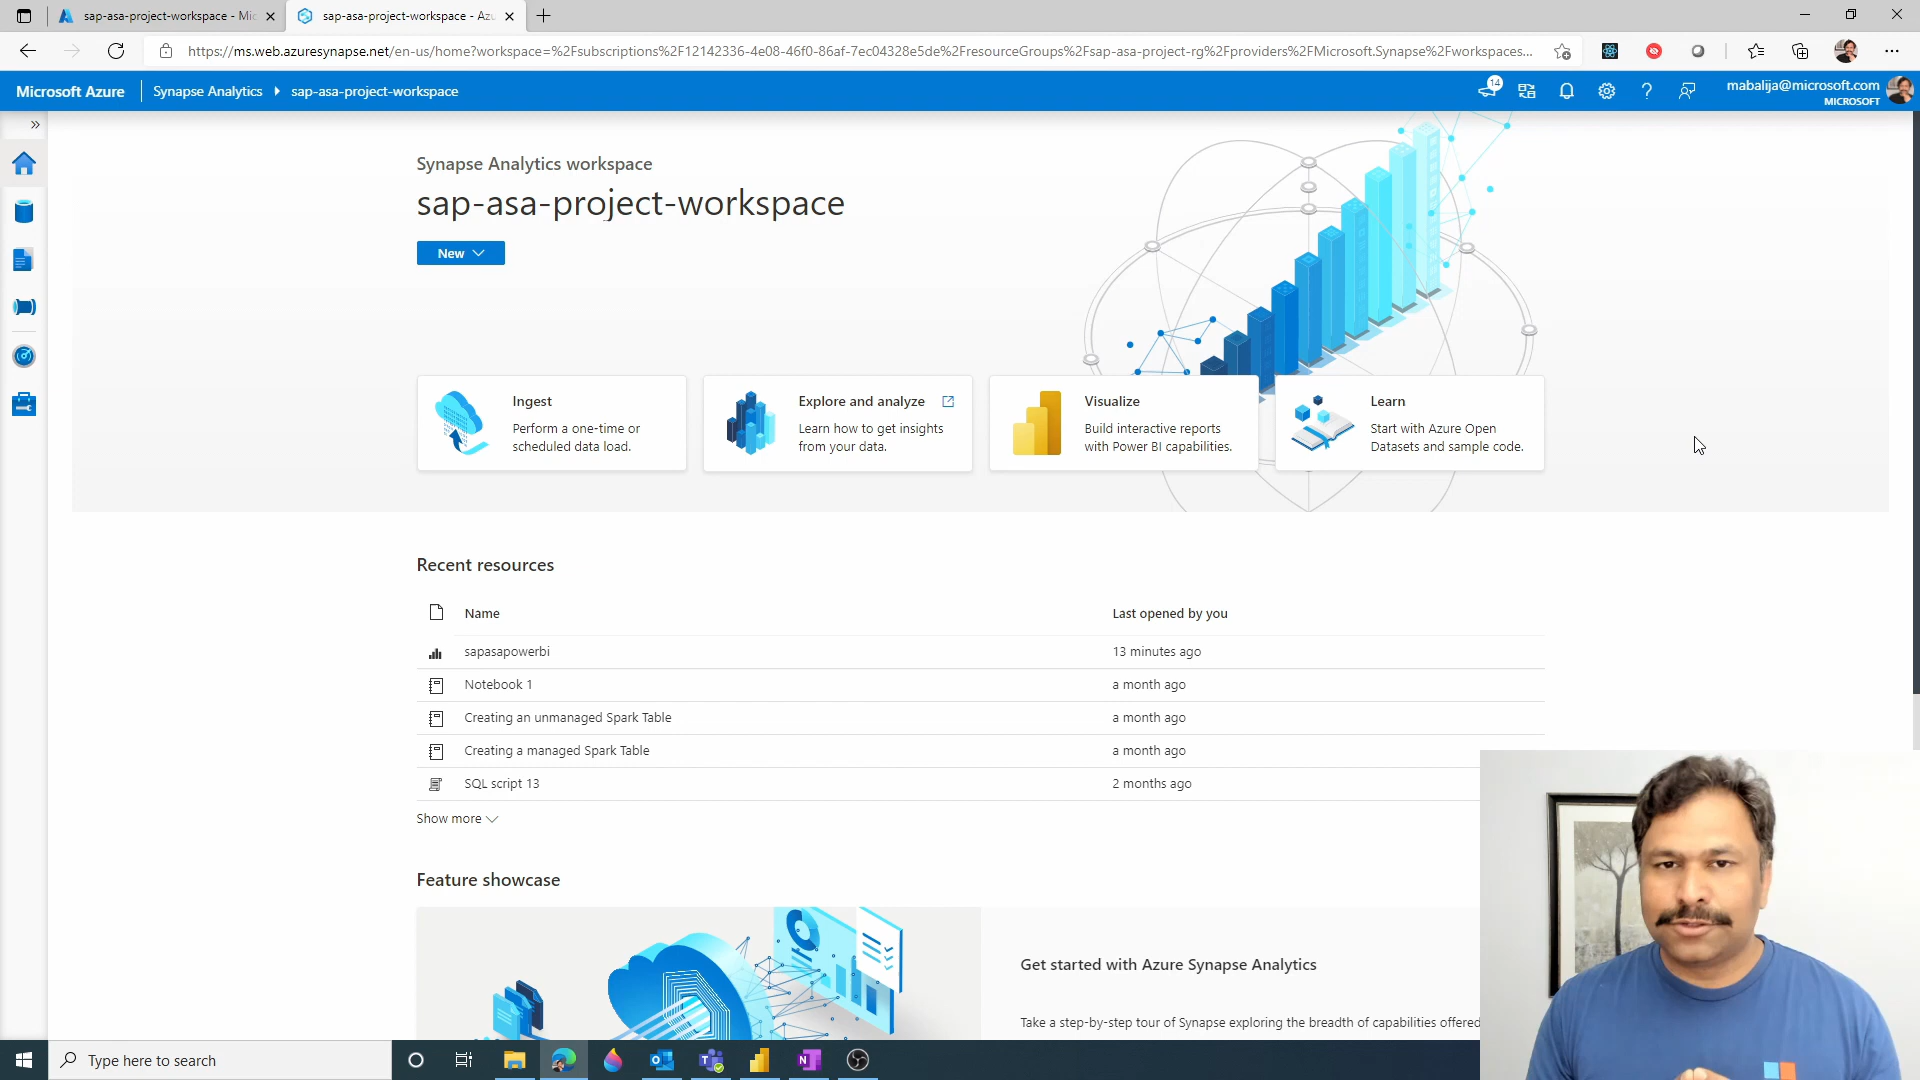 sap-asa-project-workspace - Mic
sap-asa-project-workspace - Azu
https://ms.web.azuresynapse.net/en-us/home?workspace=%2Fsubscriptions%2F12142336-4e08-46f0-86af-7ec04328e5de%2FresourceGroups%2Fsap-asa-project-rg%2Fproviders%2FMicrosoft.Synapse%2Fworkspaces...
Microsoft Azure
Synapse Analytics
sap-asa-project-workspace
14
mabalija@microsoft.com
MICROSOFT
Synapse Analytics workspace
sap-asa-project-workspace
New
Ingest
Perform a one-time or
scheduled data load.
Explore and analyze
Learn how to get insights
from your data.
Visualize
Build interactive reports
with Power BI capabilities.
Learn
Start with Azure Open
Datasets and sample code.
Recent resources
Name
Last opened by you
sapasapowerbi
13 minutes ago
Notebook 1
a month ago
Creating an unmanaged Spark Table
a month ago
Creating a managed Spark Table
a month ago
SQL script 13
2 months ago
Show more
Feature showcase
Get started with Azure Synapse Analytics
Take a step-by-step tour of Synapse exploring the breadth of capabilities offered
Type here to search